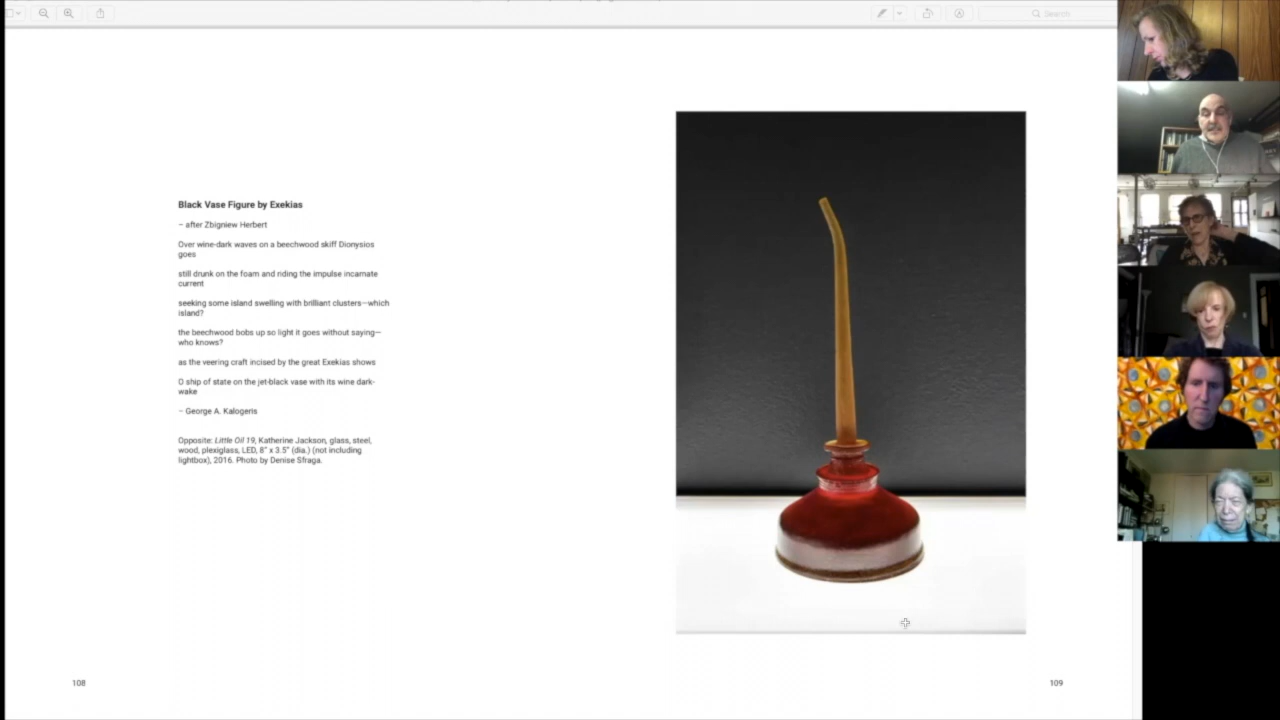 Search
Black Vase Figure by Exekias
~ after Zbigniew Herbert
Over wine-dark waves on a beechwood skiff Dionysios
goes
still drunk on the foam and riding the impulse incarnate
current
seeking some island swelling with brilliant clusters—which
island?
the beechwood bobs up so light it goes without saying—
who knows?
as the veering craft incised by the great Exekias shows
O ship of state on the jet-black vase with its wine dark-
wake
~ George A. Kalogeris
Opposite: Little Oil 19, Katherine Jackson, glass, steel,
wood, plexiglass, LED, 8" x 3.5" (dia.) (not including
lightbox), 2016. Photo by Denise Sfraga.
108
109